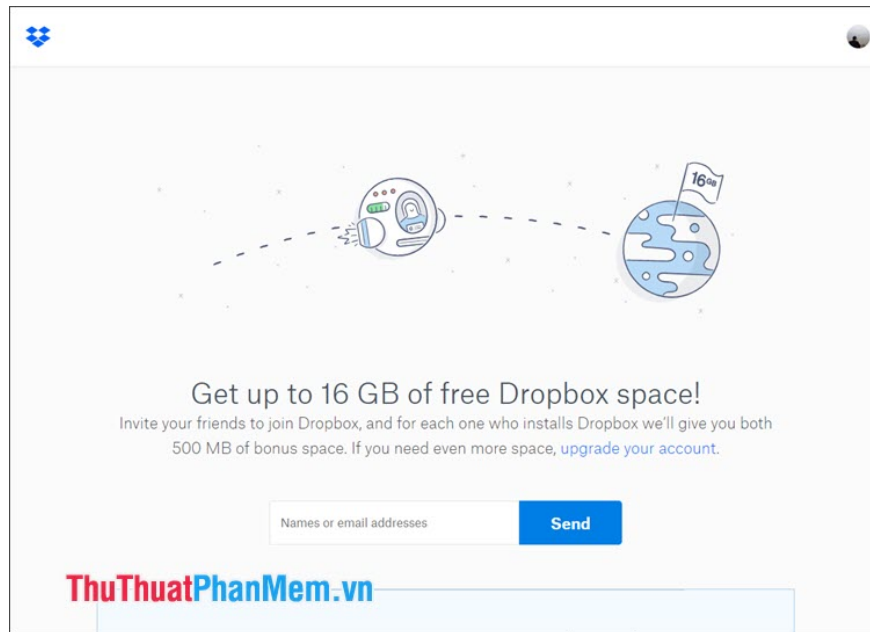 16 GB
Get up to 16 GB of free Dropbox space!
Invite your friends to join Dropbox, and for each one who installs Dropbox we'll give you both
500 MB of bonus space. If you need even more space, upgrade your account.
Names or email addresses
Send
ThuThuatPhanMem.vn